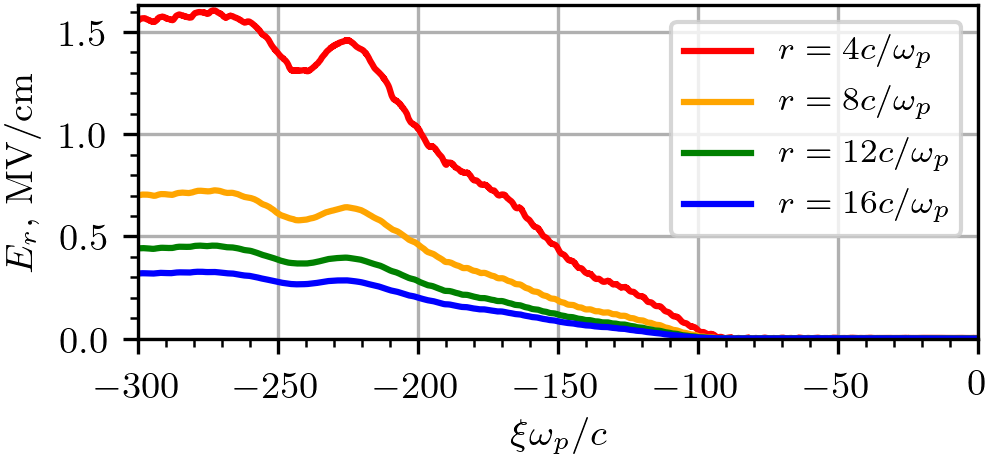 1.5
1.0
0.5
0.0
E_r, MV/cm
r = 4c/ω_p
r = 8c/ω_p
r = 12c/ω_p
r = 16c/ω_p
−300 −250 −200 −150 −100 −50 0
ξω_p/c